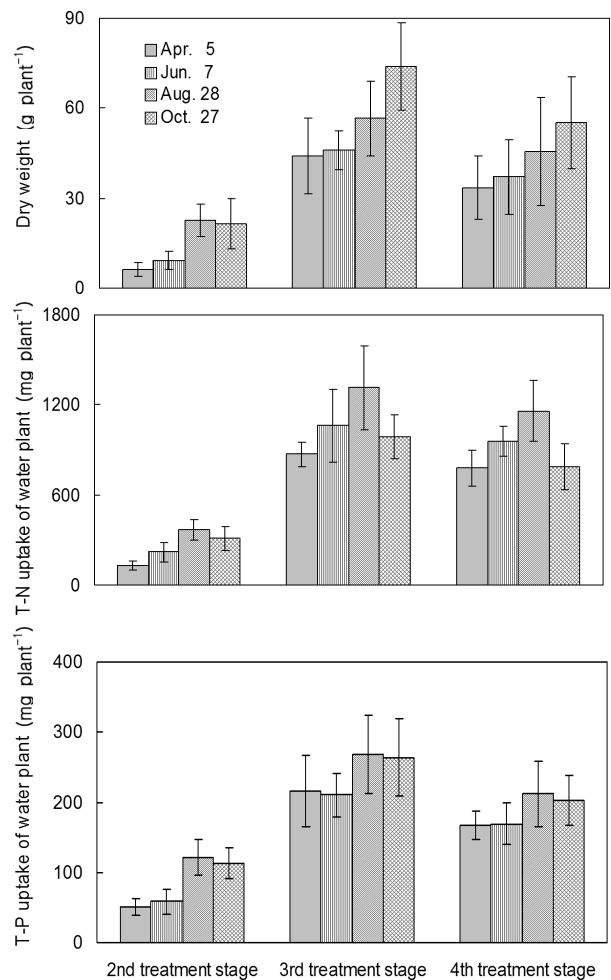 Dry weight (g plant⁻¹)
90
60
30
0
Apr. 5
Jun. 7
Aug. 28
Oct. 27
T-N uptake of water plant (mg plant⁻¹)
1800
1200
600
0
T-P uptake of water plant (mg plant⁻¹)
400
300
200
100
0
2nd treatment stage 3rd treatment stage 4th treatment stage